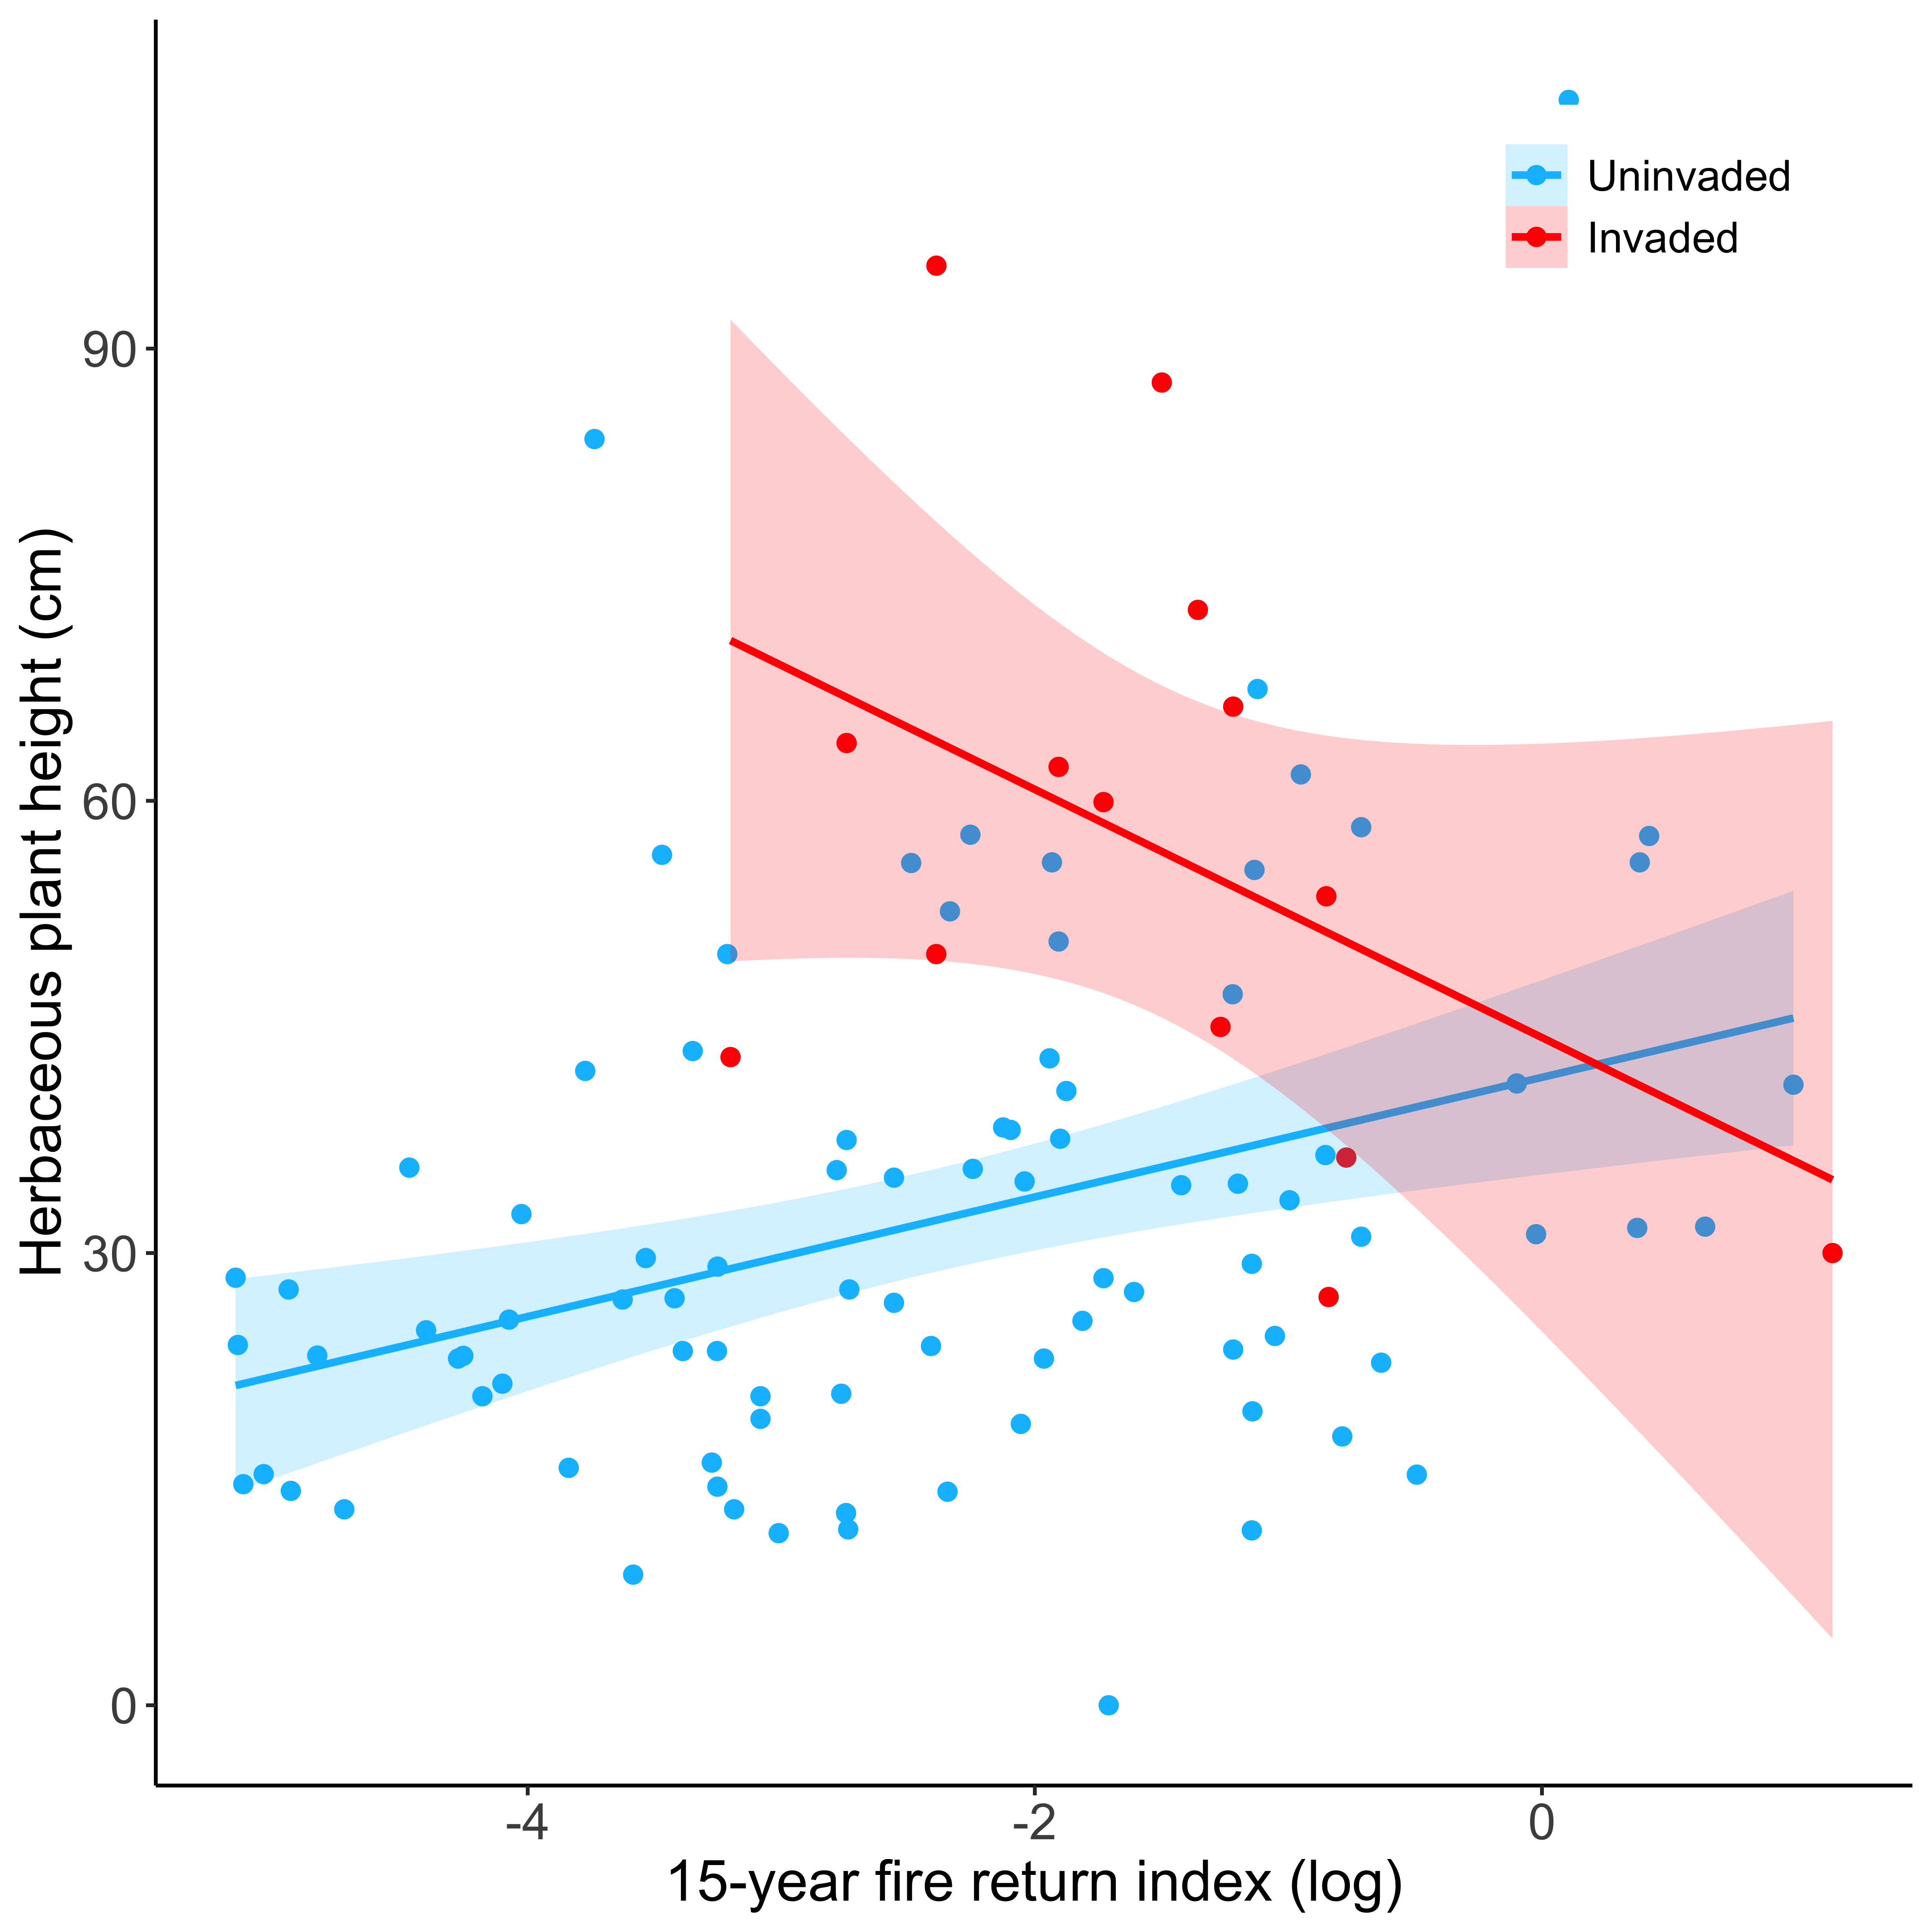 Uninvaded
Invaded
Herbaceous plant height (cm)
90
60
30
0
-4
-2
0
15-year fire return index (log)